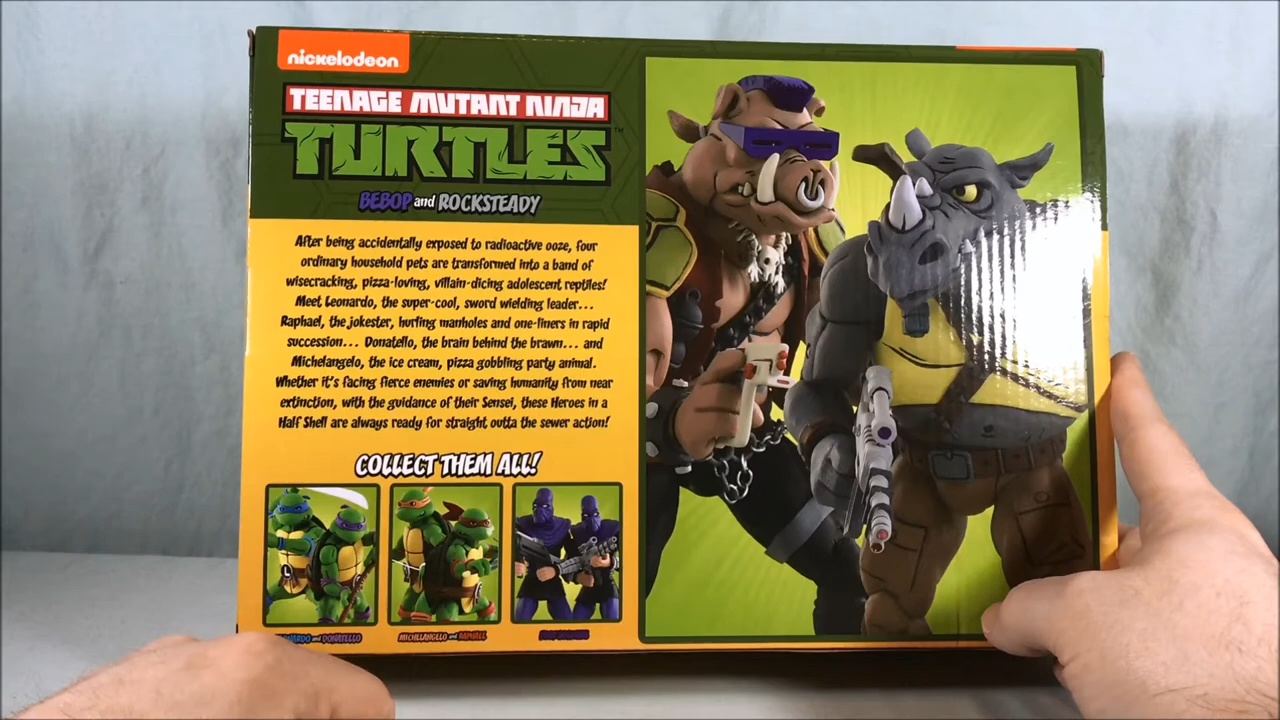 nickelodeon
TEENAGE MUTANT NINJA
TURTLES™
BEBOP and ROCKSTEADY
After being accidentally exposed to radioactive ooze, four
ordinary household pets are transformed into a band of
wisecracking, pizza-loving, villain-dicing adolescent reptiles!
Meet Leonardo, the super-cool, sword wielding leader...
Raphael, the jokester, hurling manholes and one-liners in rapid
succession... Donatello, the brain behind the brawn... and
Michelangelo, the ice cream, pizza gobbling party animal.
Whether it's facing fierce enemies or saving humanity from near
extinction, with the guidance of their Sensei, these Heroes in a
Half Shell are always ready for straight outta the sewer action!
COLLECT THEM ALL!
and DONATELLO
MICHELANGELO and RAPHAEL